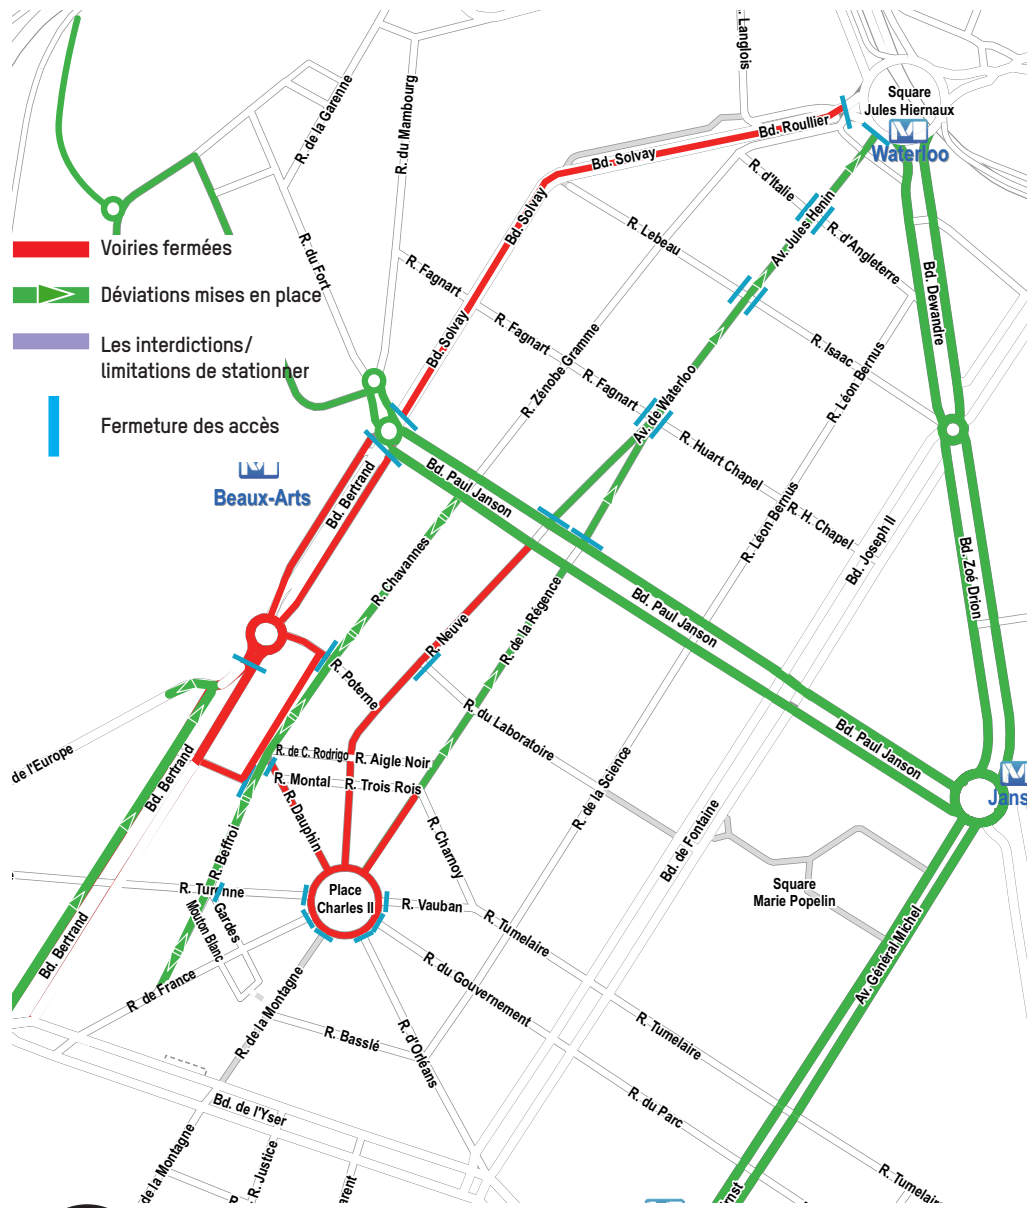 R. Langlois
Square
Jules Hiernaux
Waterloo
Bd. Roullier
Bd. Solvay
R. de la Garenne
R. du Mambourg
R. d'Italie
Av. Jules Henin
R. d'Angleterre
Bd. Solvay
R. Lebeau
Voiries fermées
R. du Fort
R. Fagnart
Bd. Dewandre
Déviations mises en place
Les interdictions/
limitations de stationner
Bd. Solvay
R. Fagnart
R. Zénobe Gramme
R. Isaac
R. Léon Bernus
R. Fagnart
Av. de Waterloo
Fermeture des accès
R. Huart Chapel
Beaux-Arts
Bd. Bertrand
Bd. Paul Janson
R. H. Chapel
R. Léon Bernus
Bd. Joseph II
Bd. Zoé Drion
R. Chavannes
R. de la Régence
Bd. Paul Janson
R. Neuve
R. Poterne
R. du Laboratoire
Bd. Paul Janson
de l'Europe
Bd. Bertrand
R. de C. Rodrigo
R. Aigle Noir
R. Montal
R. Trois Rois
R. de la Science
Jans
R. Dauphin
R. Charnoy
Bd. de Fontaine
R. Beffroi
R. Turenne
Place
Charles II
R. Vauban
Square
Marie Popelin
Gardes
Mouton Blanc
R. Tumelaire
Bd. Bertrand
R. de France
R. du Gouvernement
Av. Général Michel
R. de la Montagne
R. Basslé
R. d'Orléans
R. Tumelaire
R. du Parc
Bd. de l'Yser
de la Montagne
R. Justice
R. Tumelair